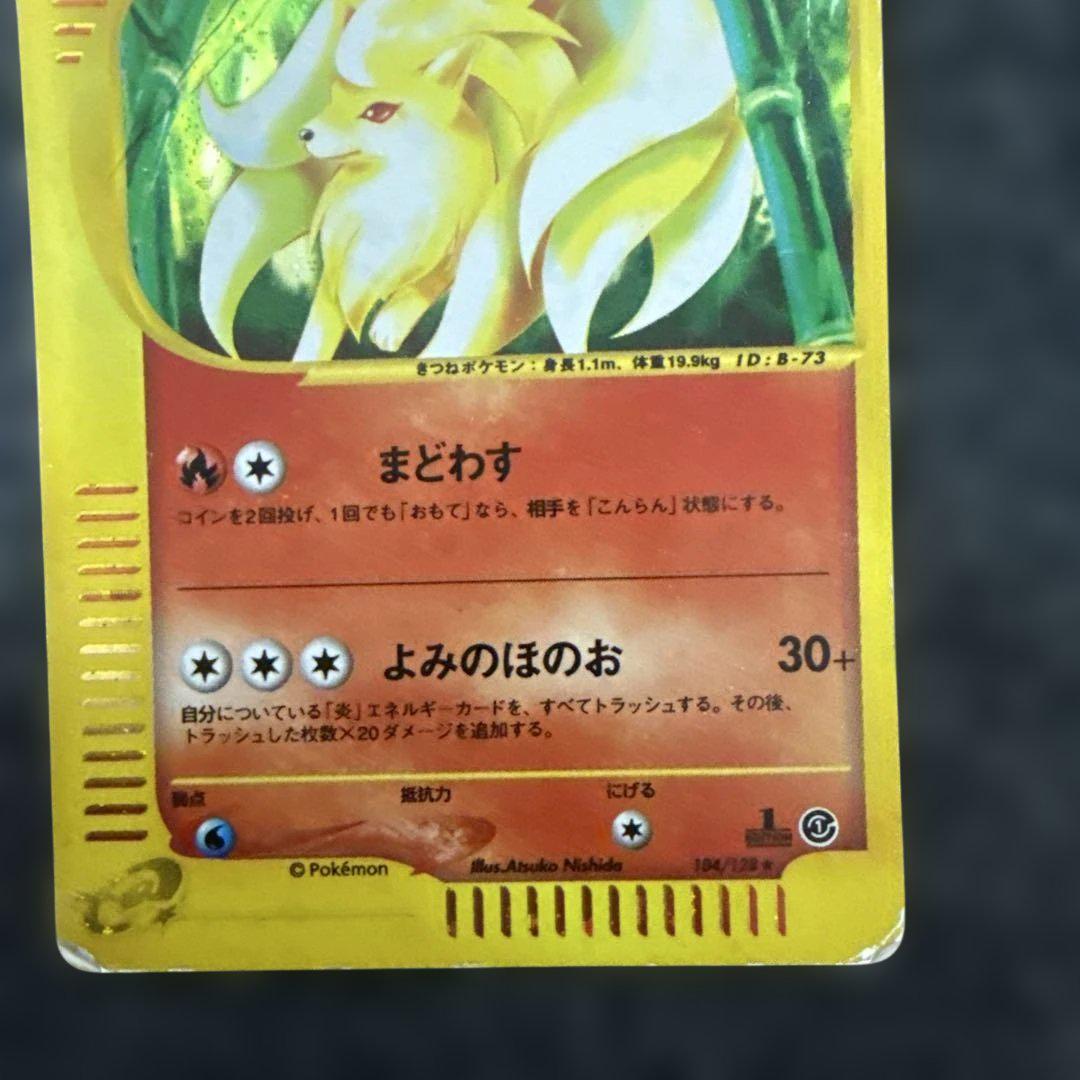 きつねポケモン：身長1.1m、体重19.9kg ID：B-73
まどわす
コインを2回投げ、1回でも「おもて」なら、相手を「こんらん」状態にする。
よみのほのお 30+
自分についている「炎」エネルギーカードを、すべてトラッシュする。その後、
トラッシュした枚数×20ダメージを追加する。
弱点 抵抗力 にげる
1 EDITION
©Pokémon Illus.Atsuko Nishida 104/128★